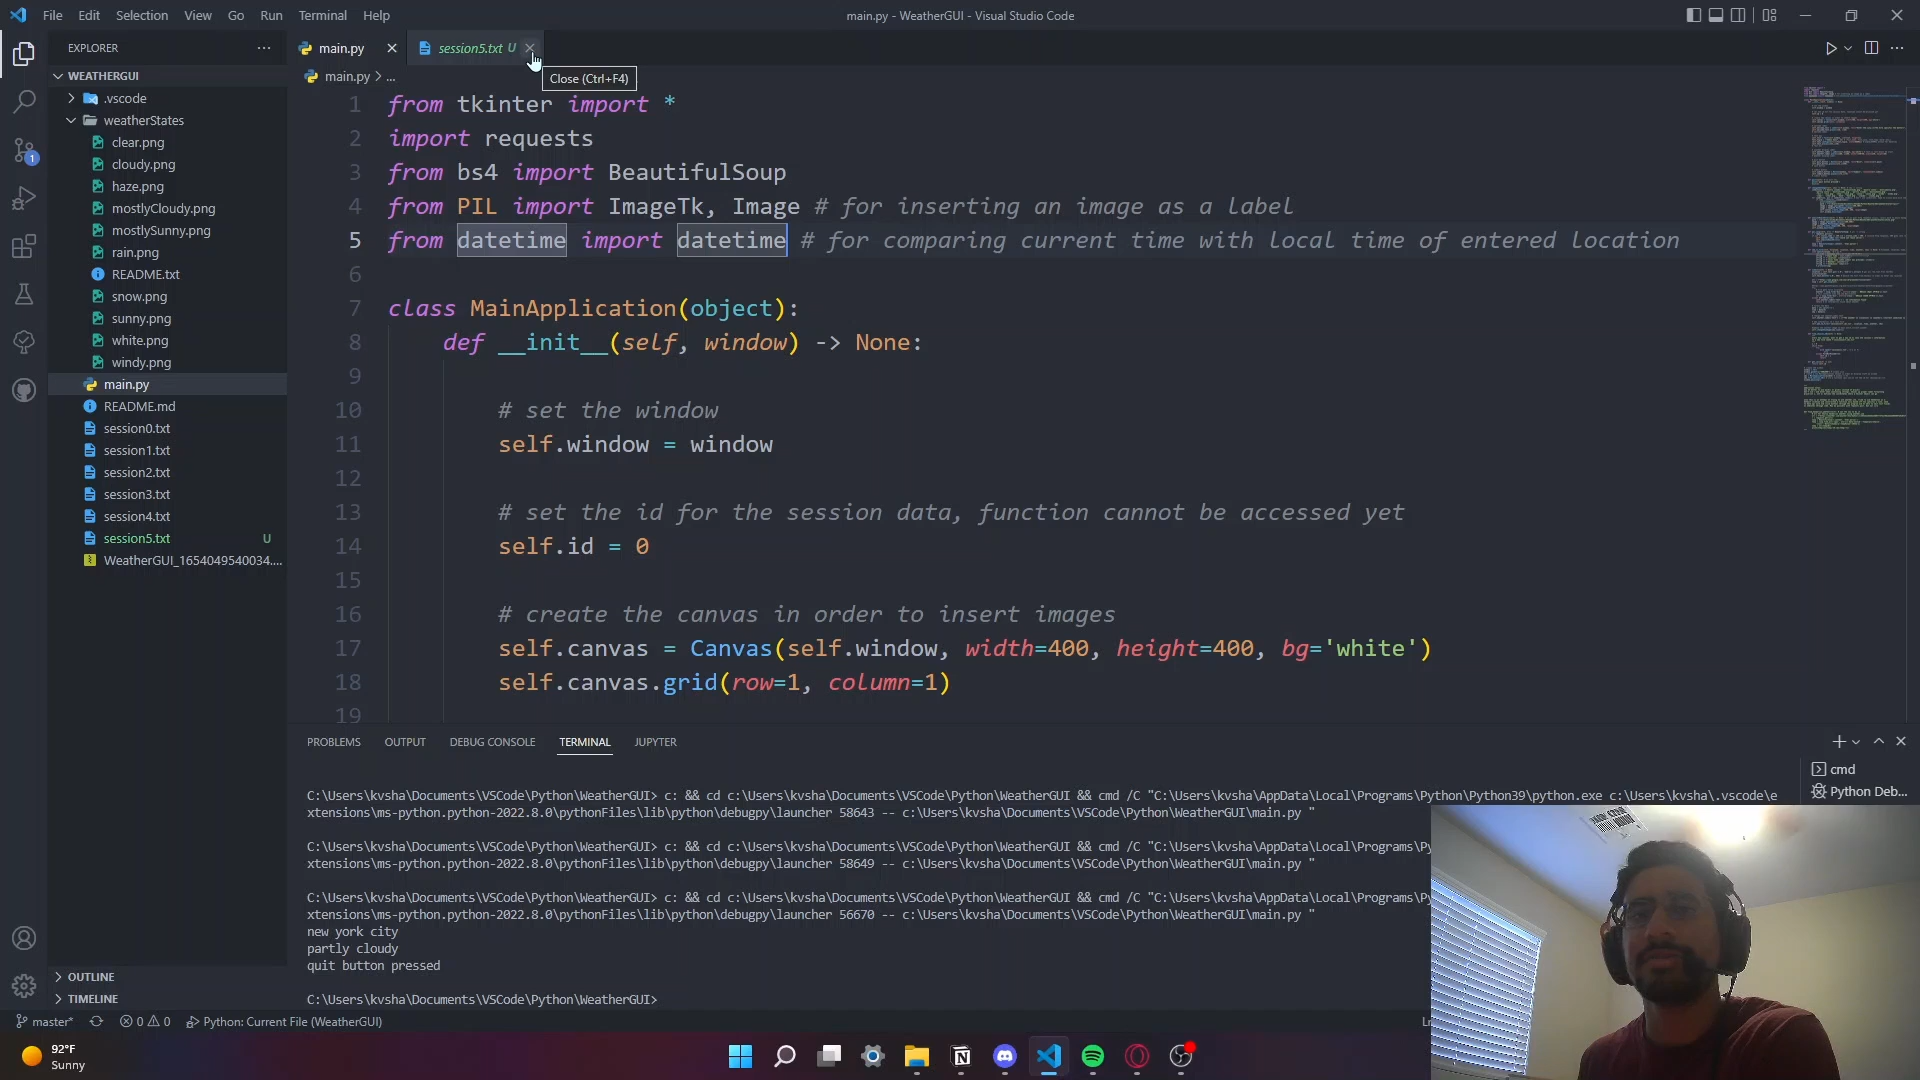 File Edit Selection View Go Run Terminal Help
main.py - WeatherGUI - Visual Studio Code
EXPLORER
main.py
session5.txt U
Close (Ctrl+F4)
WEATHERGUI
.vscode
weatherStates
clear.png
cloudy.png
haze.png
mostlyCloudy.png
mostlySunny.png
rain.png
README.txt
snow.png
sunny.png
white.png
windy.png
main.py
README.md
session0.txt
session1.txt
session2.txt
session3.txt
session4.txt
session5.txt U
WeatherGUI_1654049540034....
OUTLINE
TIMELINE
main.py > ...
1 from tkinter import *
2 import requests
3 from bs4 import BeautifulSoup
4 from PIL import ImageTk, Image # for inserting an image as a label
5 from datetime import datetime # for comparing current time with local time of entered location
6
7 class MainApplication(object):
8 def __init__(self, window) -> None:
9
10 # set the window
11 self.window = window
12
13 # set the id for the session data, function cannot be accessed yet
14 self.id = 0
15
16 # create the canvas in order to insert images
17 self.canvas = Canvas(self.window, width=400, height=400, bg='white')
18 self.canvas.grid(row=1, column=1)
19
PROBLEMS OUTPUT DEBUG CONSOLE TERMINAL JUPYTER
cmd
Python Deb...
C:\Users\kvsha\Documents\VSCode\Python\WeatherGUI> c: && cd c:\Users\kvsha\Documents\VSCode\Python\WeatherGUI && cmd /C "C:\Users\kvsha\AppData\Local\Programs\Python\Python39\python.exe c:\Users\kvsha\.vscode\e
xtensions\ms-python.python-2022.8.0\pythonFiles\lib\python\debugpy\launcher 58643 -- c:\Users\kvsha\Documents\VSCode\Python\WeatherGUI\main.py "
C:\Users\kvsha\Documents\VSCode\Python\WeatherGUI> c: && cd c:\Users\kvsha\Documents\VSCode\Python\WeatherGUI && cmd /C "C:\Users\kvsha\AppData\Local\Programs\Py
xtensions\ms-python.python-2022.8.0\pythonFiles\lib\python\debugpy\launcher 58649 -- c:\Users\kvsha\Documents\VSCode\Python\WeatherGUI\main.py "
C:\Users\kvsha\Documents\VSCode\Python\WeatherGUI> c: && cd c:\Users\kvsha\Documents\VSCode\Python\WeatherGUI && cmd /C "C:\Users\kvsha\AppData\Local\Programs\Py
xtensions\ms-python.python-2022.8.0\pythonFiles\lib\python\debugpy\launcher 56670 -- c:\Users\kvsha\Documents\VSCode\Python\WeatherGUI\main.py "
new york city
partly cloudy
quit button pressed
C:\Users\kvsha\Documents\VSCode\Python\WeatherGUI>
1
master* 0 0 Python: Current File (WeatherGUI)
92°F
Sunny